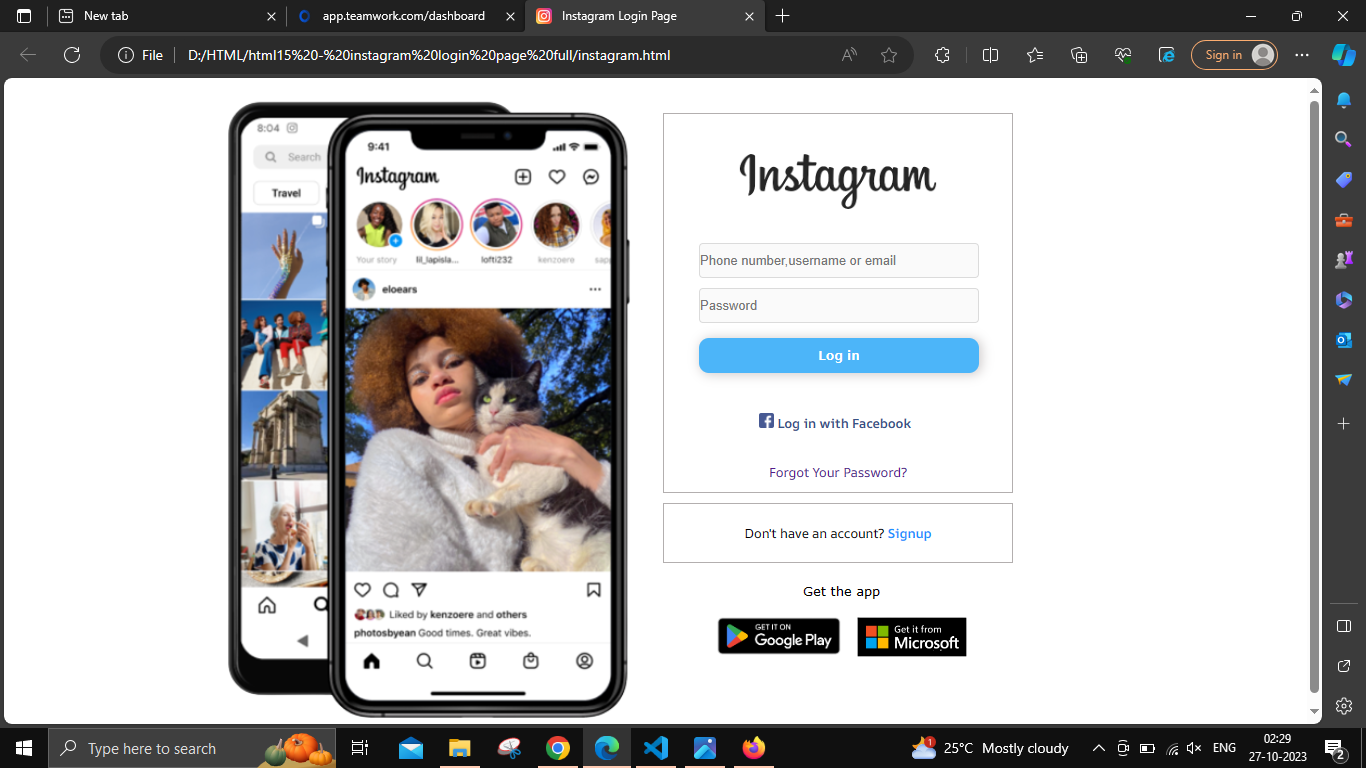 New tab
app.teamwork.com/dashboard
Instagram Login Page
File
D:/HTML/html15%20-%20instagram%20login%20page%20full/instagram.html
Sign in
8:04
Search
Travel
9:41
Instagram
Your story
lil_lapisla...
lofti232
kenzoere
sapp
eloears
Liked by kenzoere and others
photosbyean Good times. Great vibes.
Instagram
Phone number,username or email
Password
Log in
Log in with Facebook
Forgot Your Password?
Don't have an account? Signup
Get the app
GET IT ON
Google Play
Get it from
Microsoft
Type here to search
1
25°C Mostly cloudy
ENG
02:29
27-10-2023
2